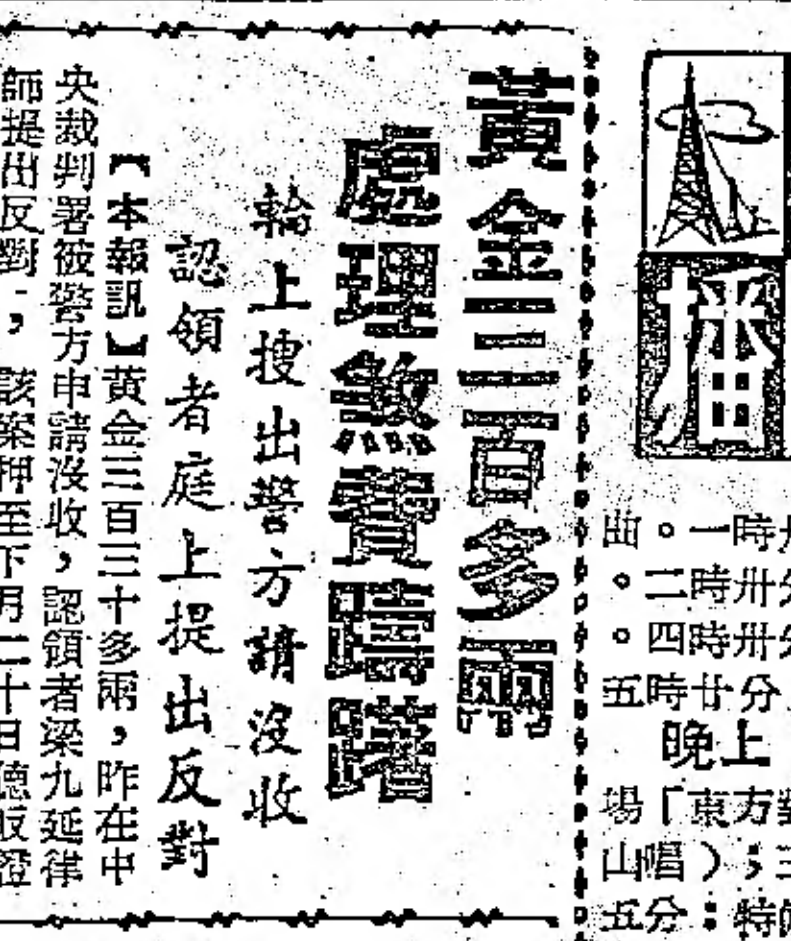 播
出。一時卅
。二時卅分
。四時卅分
五時廿分
晚上
場「東方
山唱）；三
五分：特
黃金三百多兩
處理煞費躊躇
輪上搜出警方請沒收
認領者庭上提出反對
【本報訊】黃金三百三十多兩，昨在中
央裁判署被警方申請沒收，認領者梁九延律
師提出反對，該案押至下月二十日聽取證